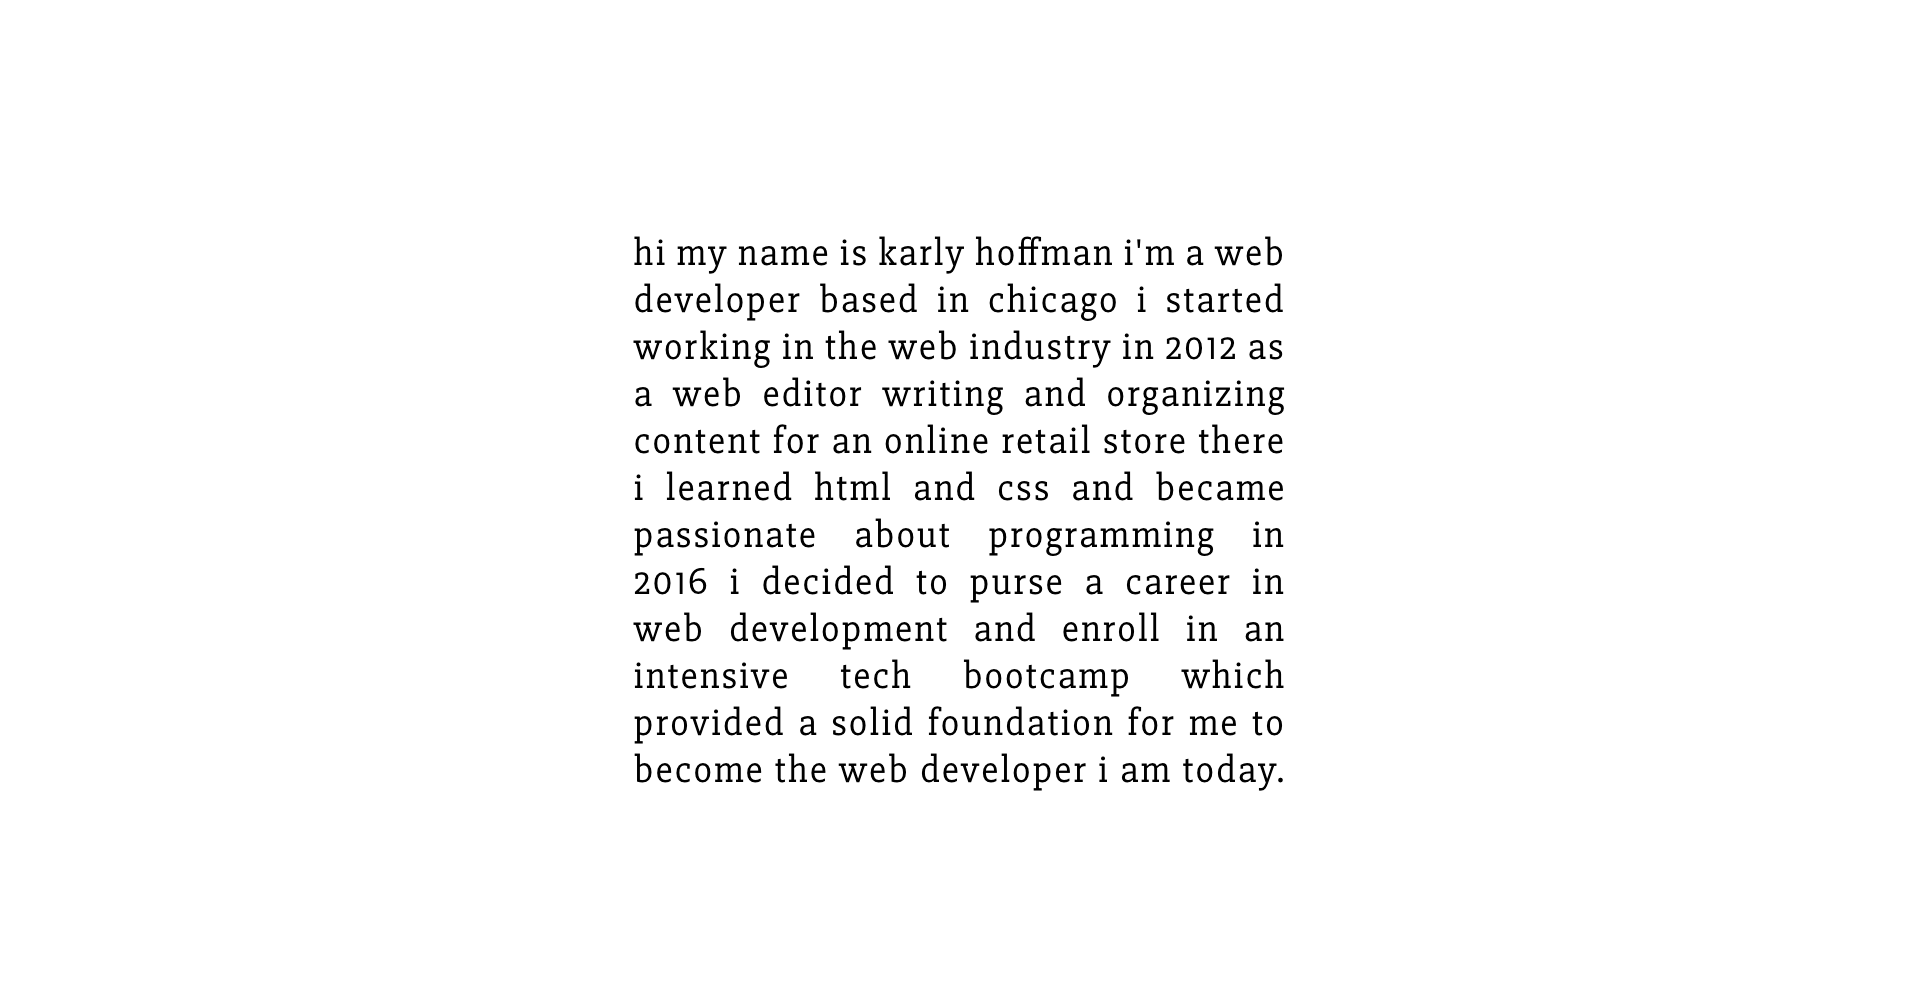 hi my name is karly hoffman i'm a web
developer based in chicago i started
working in the web industry in 2012 as
a web editor writing and organizing
content for an online retail store there
i learned html and css and became
passionate about programming in
2016 i decided to purse a career in
web development and enroll in an
intensive tech bootcamp which
provided a solid foundation for me to
become the web developer i am today.